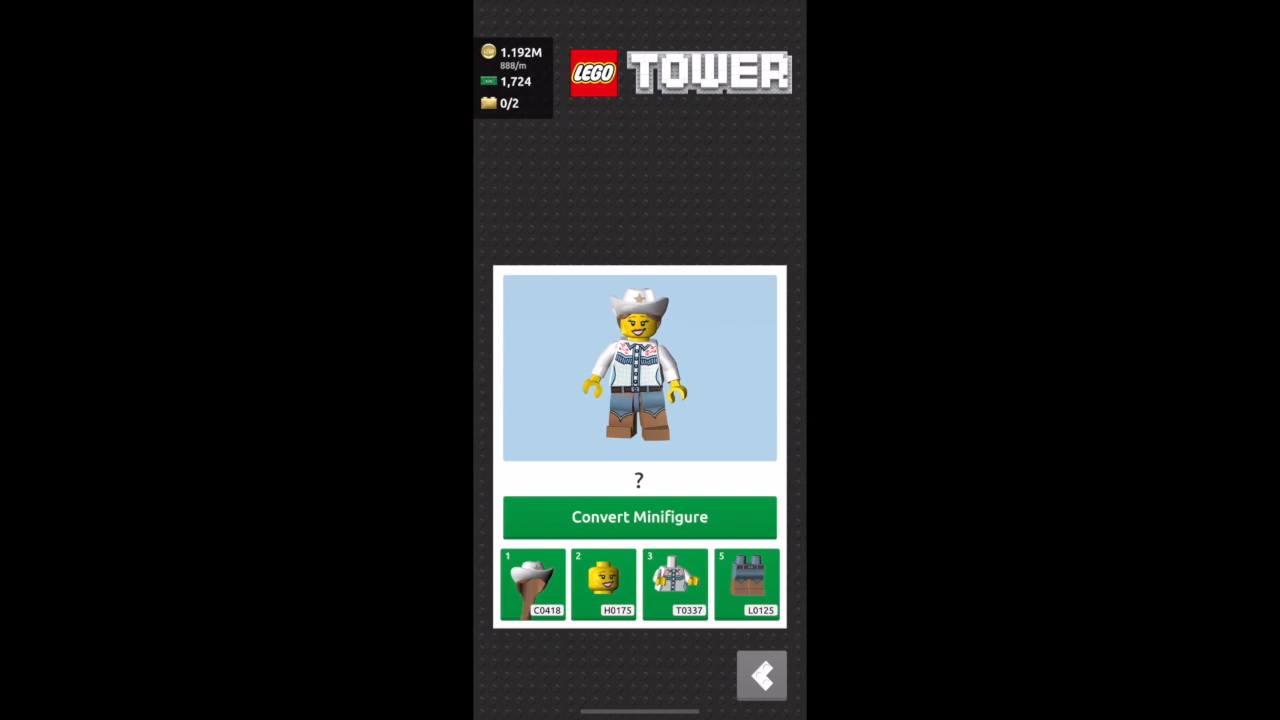 1.192M
888/m
1,724
0/2
LEGO TOWER
?
Convert Minifigure
1 2 3 5
C0418 H0175 T0337 L0125